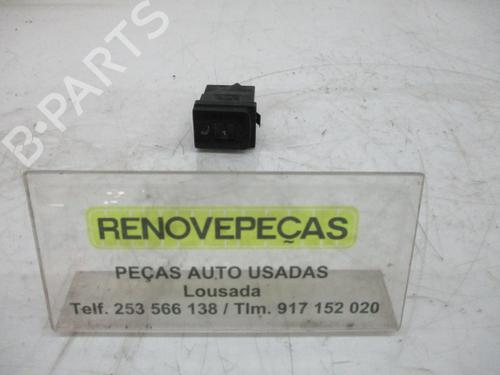 B-PARTS
RENOVEPEÇAS
PEÇAS AUTO USADAS
Lousada
Telf. 253 566 138 / Tlm. 917 152 020